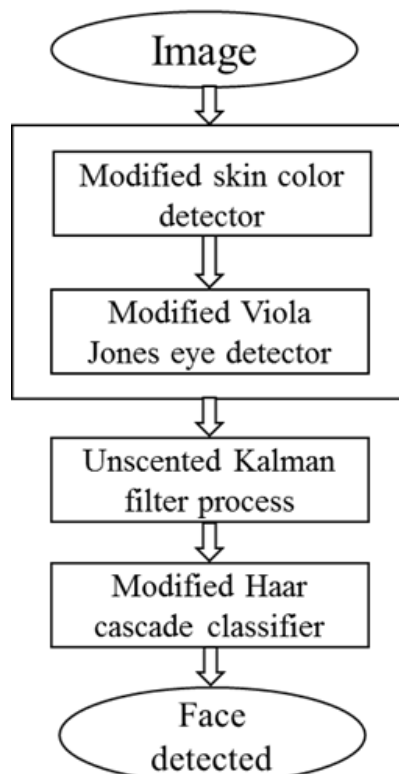 Image
Modified skin color
detector
Modified Viola
Jones eye detector
Unscented Kalman
filter process
Modified Haar
cascade classifier
Face
detected